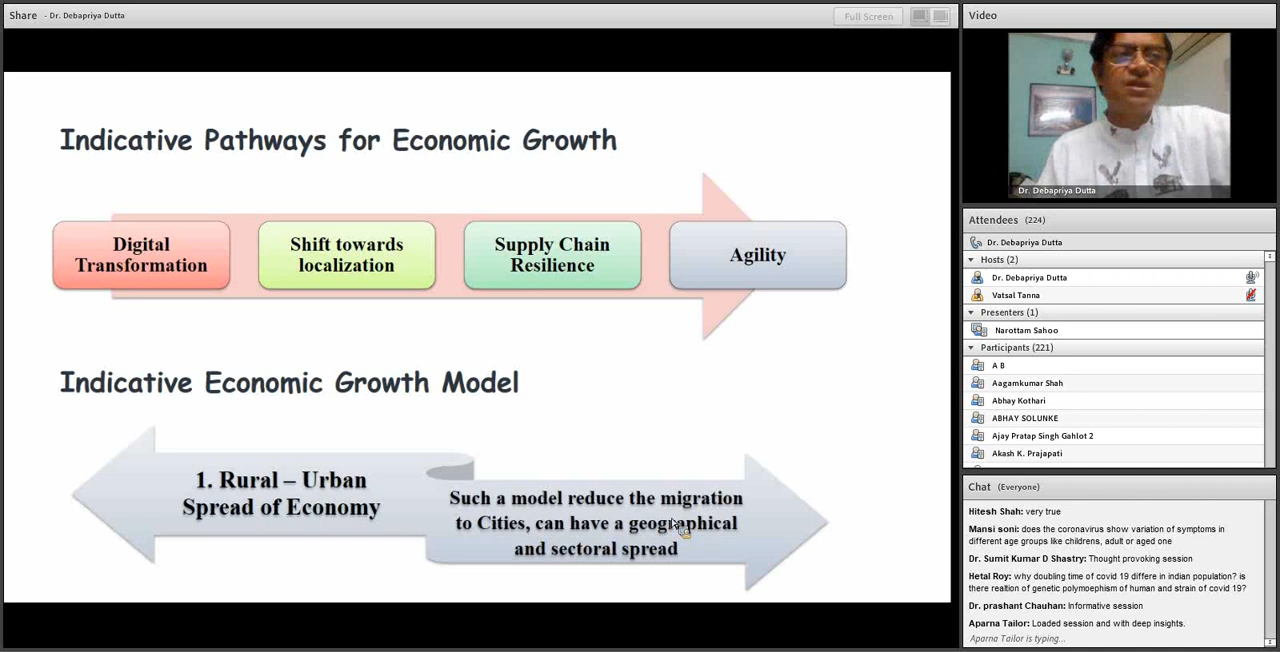 Share - Dr. Debapriya Dutta
Full Screen
Indicative Pathways for Economic Growth
Digital
Transformation
Shift towards
localization
Supply Chain
Resilience
Agility
Indicative Economic Growth Model
1. Rural – Urban
Spread of Economy
Such a model reduce the migration
to Cities, can have a geographical
and sectoral spread
Video
Dr. Debapriya Dutta
Attendees (224)
Dr. Debapriya Dutta
Hosts (2)
Dr. Debapriya Dutta
Vatsal Tanna
Presenters (1)
Narottam Sahoo
Participants (221)
A B
Aagamkumar Shah
Abhay Kothari
ABHAY SOLUNKE
Ajay Pratap Singh Gahlot 2
Akash K. Prajapati
Chat (Everyone)
Hitesh Shah: very true
Mansi soni: does the coronavirus show variation of symptoms in
different age groups like childrens, adult or aged one
Dr. Sumit Kumar D Shastry: Thought provoking session
Hetal Roy: why doubling time of covid 19 differe in indian population? is
there realtion of genetic polymoephism of human and strain of covid 19?
Dr. prashant Chauhan: Informative session
Aparna Tailor: Loaded session and with deep insights.
Aparna Tailor is typing...